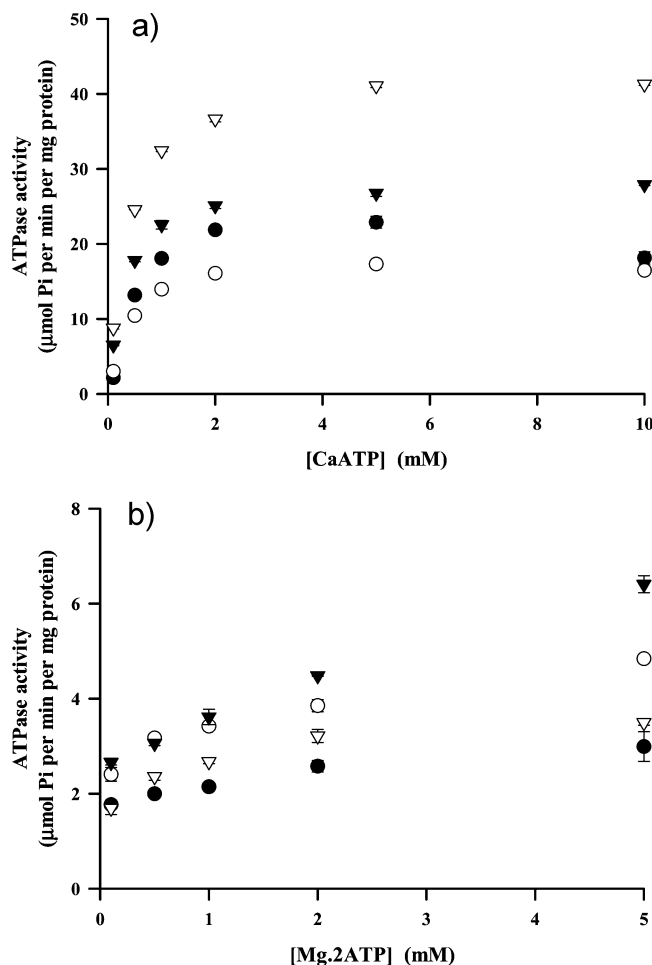 a)
50
40
30
20
10
0
ATPase activity
(μmol Pi per min per mg protein)
0 2 4 6 8 10
[CaATP] (mM)
b)
8
6
4
2
0
ATPase activity
(μmol Pi per min per mg protein)
0 1 2 3 4 5
[Mg.2ATP] (mM)